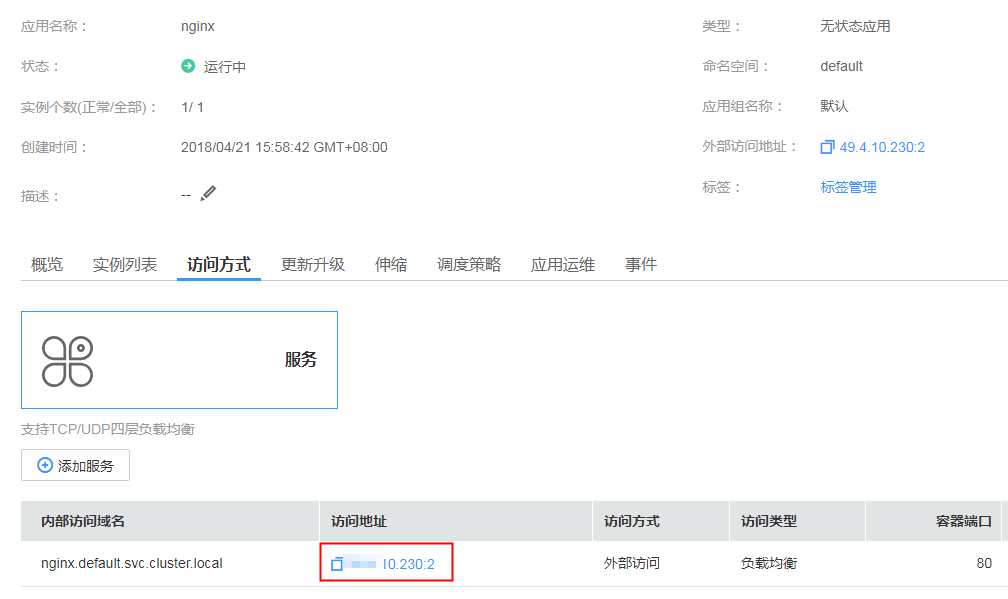 应用名称： nginx 类型： 无状态应用
状态： 运行中 命名空间： default
实例个数(正常/全部)： 1/ 1 应用组名称： 默认
创建时间： 2018/04/21 15:58:42 GMT+08:00 外部访问地址： 49.4.10.230:2
描述： -- 标签： 标签管理
概览 实例列表 访问方式 更新升级 伸缩 调度策略 应用运维 事件
服务
支持TCP/UDP四层负载均衡
添加服务
内部访问域名 访问地址 访问方式 访问类型 容器端口
nginx.default.svc.cluster.local 10.230:2 外部访问 负载均衡 80